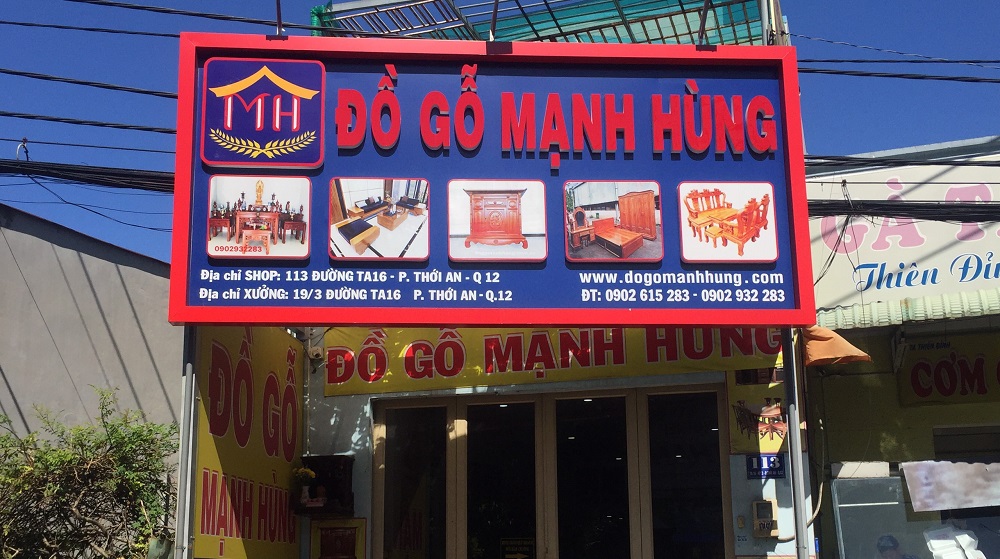 MH
ĐỒ GỖ MẠNH HÙNG
0902932283
Địa chỉ SHOP: 113 ĐƯỜNG TA16 - P. THỚI AN - Q 12
Địa chỉ XƯỞNG: 19/3 ĐƯỜNG TA16 P. THỚI AN - Q.12
www.dogomanhhung.com
ĐT: 0902 615 283 - 0902 932 283
ĐỒ GỖ MẠNH HÙNG
ĐỒ GỖ
MẠNH HÙNG
113
GÀ
Thiên
CƠM